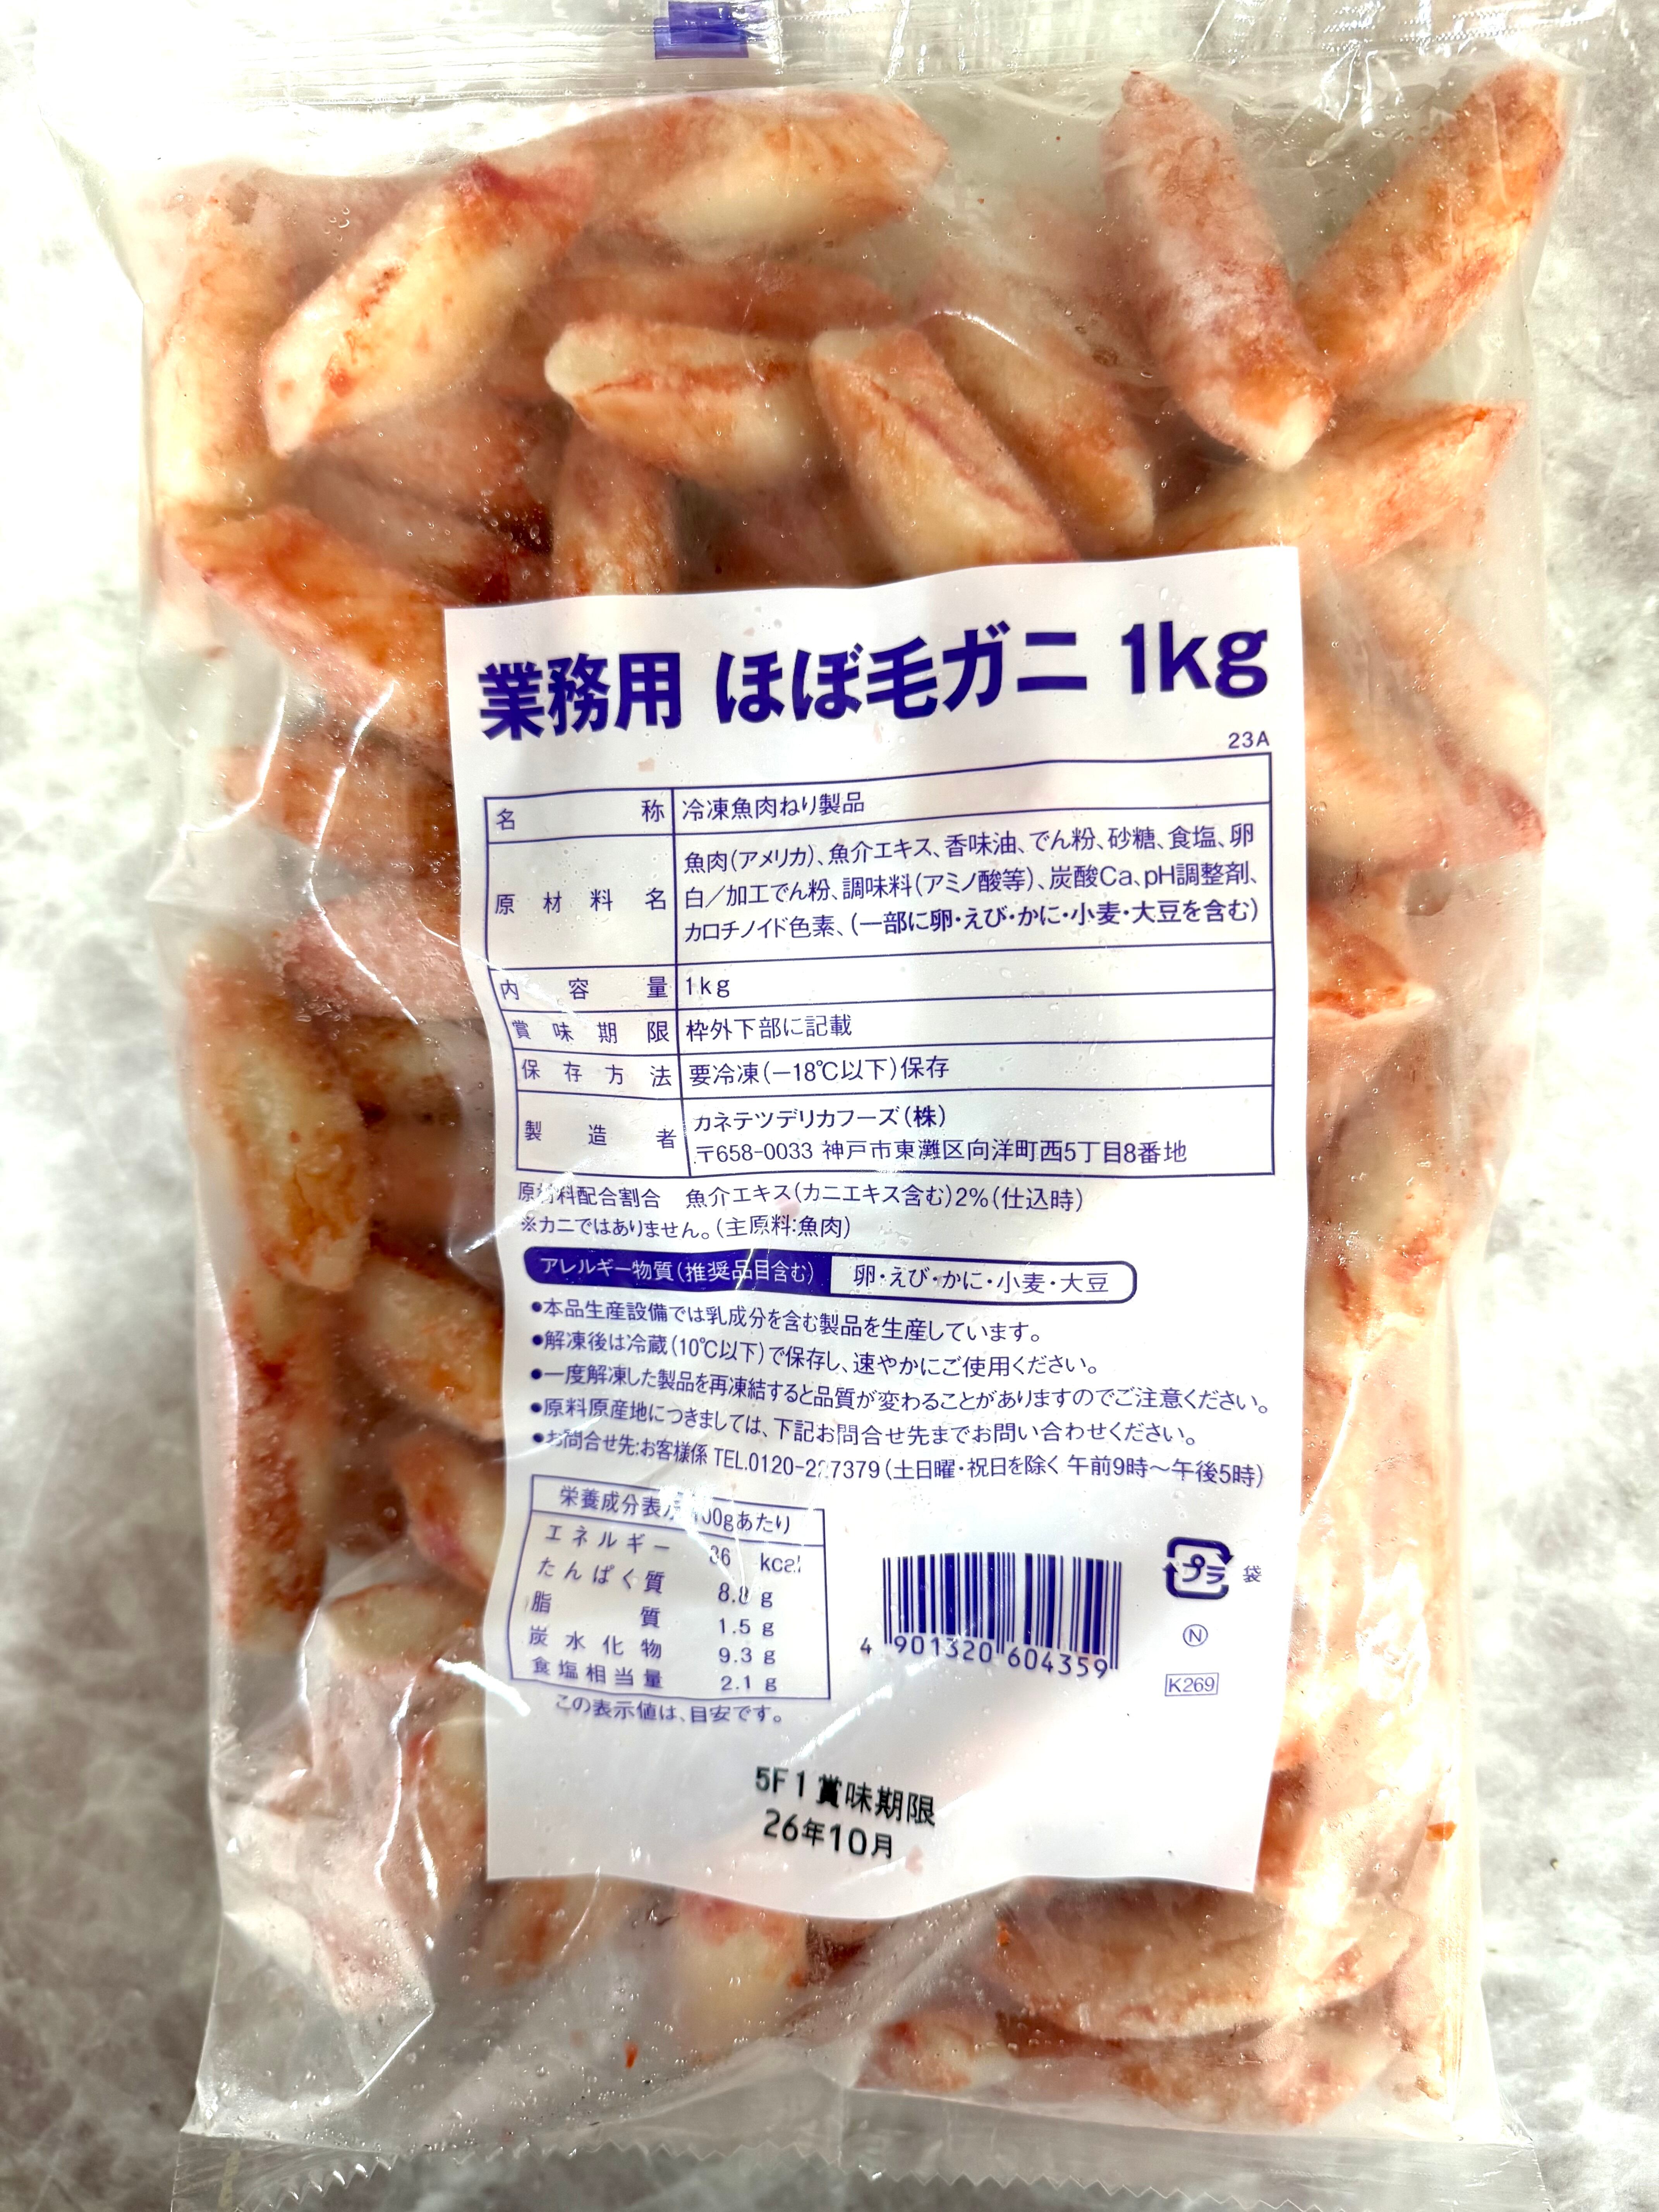 業務用 ほぼ毛ガニ 1kg
23A
名称 冷凍魚肉ねり製品
原材料名 魚肉(アメリカ)、魚介エキス、香味油、でん粉、砂糖、食塩、卵
白/加工でん粉、調味料(アミノ酸等)、炭酸Ca、pH調整剤、
カロチノイド色素、(一部に卵・えび・かに・小麦・大豆を含む)
内容量 1kg
賞味期限 枠外下部に記載
保存方法 要冷凍(−18℃以下)保存
製造者 カネテツデリカフーズ(株)
〒658-0033 神戸市東灘区向洋町西5丁目8番地
原材料配合割合 魚介エキス(カニエキス含む)2%(仕込時)
※カニではありません。(主原料:魚肉)
アレルギー物質(推奨品目含む) 卵・えび・かに・小麦・大豆
●本品生産設備では乳成分を含む製品を生産しています。
●解凍後は冷蔵(10℃以下)で保存し、速やかにご使用ください。
●一度解凍した製品を再凍結すると品質が変わることがありますのでご注意ください。
●原料原産地につきましては、下記お問合せ先までお問い合わせください。
●お問合せ先:お客様係 TEL. (土日曜・祝日を除く 午前9時〜午後5時)
栄養成分表示 100gあたり
エネルギー kcal
たんぱく質 8.8 g
脂質 1.5 g
炭水化物 9.3 g
食塩相当量 2.1 g
この表示値は、目安です。
4 901320 604359
プラ 袋
N
K269
5F1 賞味期限
26年10月